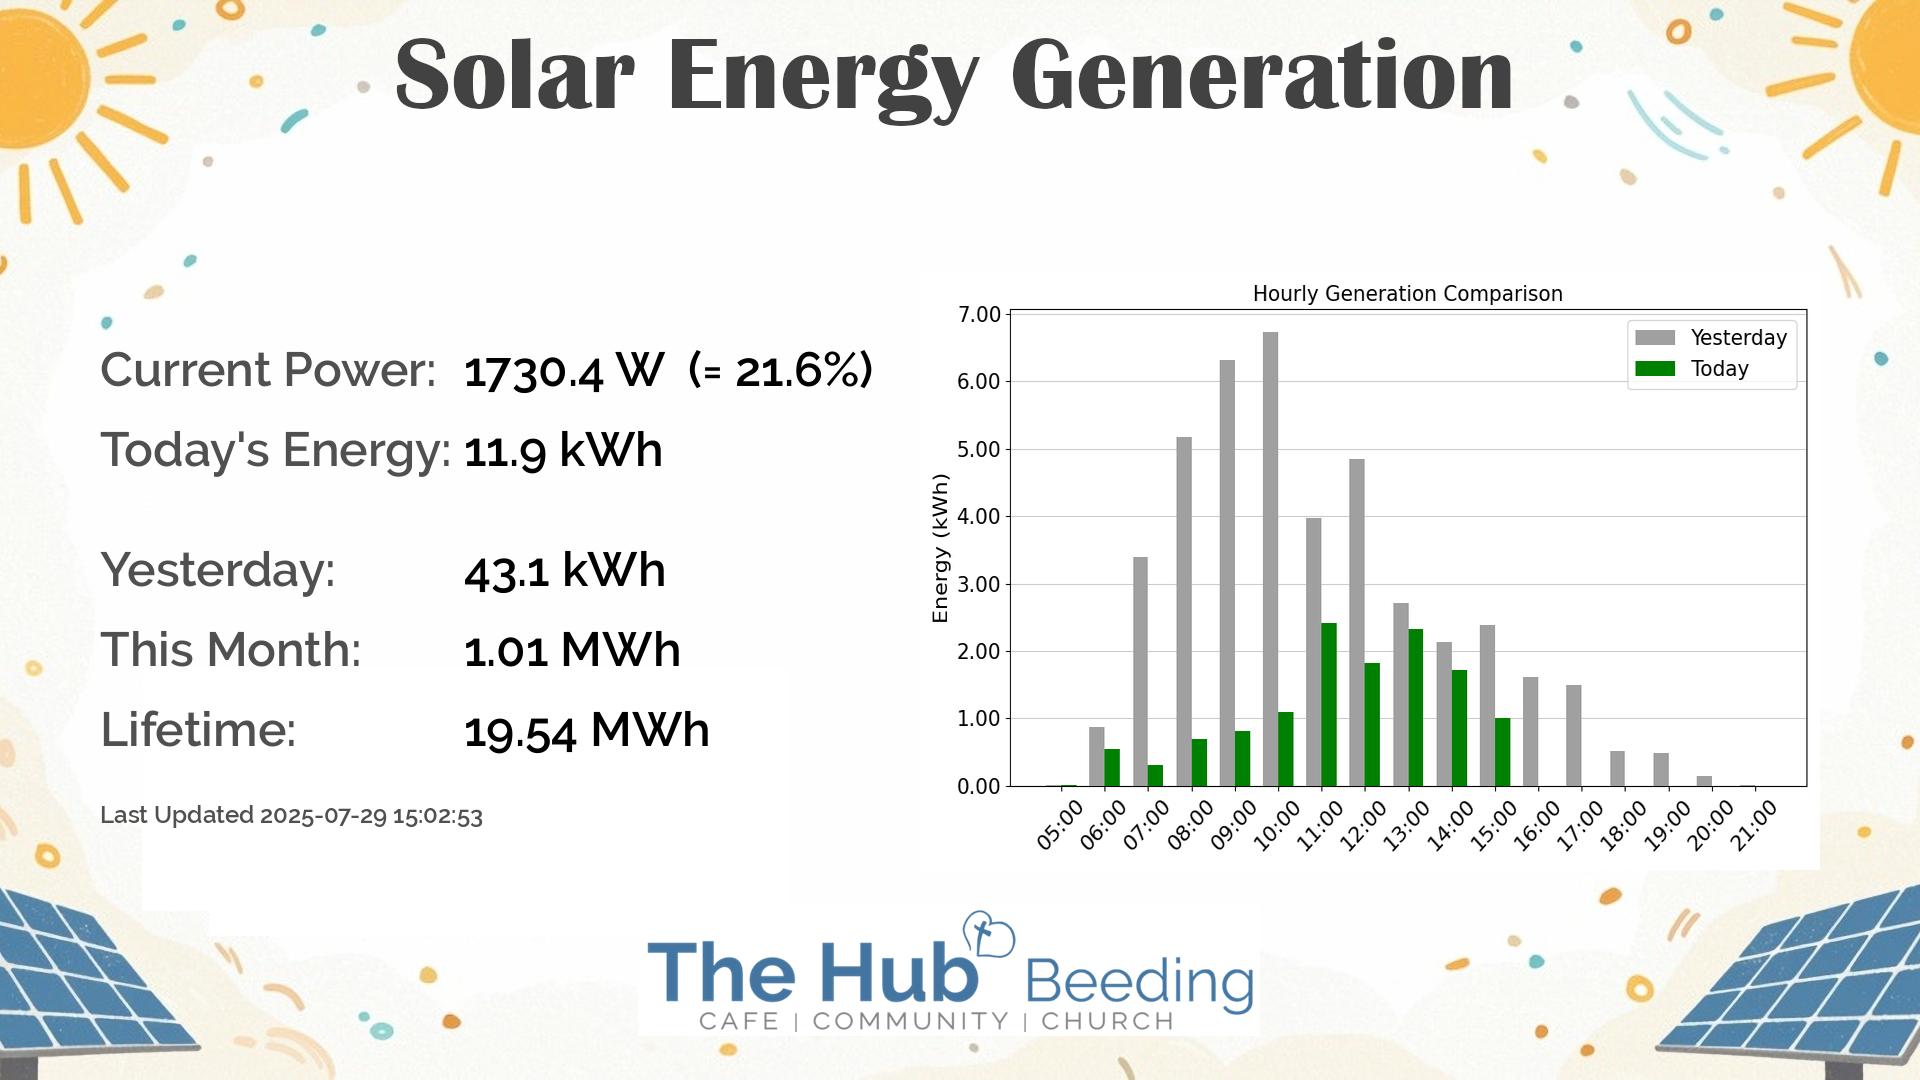 Solar Energy Generation
Current Power: 1730.4 W (= 21.6%)
Today's Energy: 11.9 kWh
Yesterday: 43.1 kWh
This Month: 1.01 MWh
Lifetime: 19.54 MWh
Last Updated 2025-07-29 15:02:53
Hourly Generation Comparison
Yesterday
Today
Energy (kWh)
7.00
6.00
5.00
4.00
3.00
2.00
1.00
0.00
05:00 06:00 07:00 08:00 09:00 10:00 11:00 12:00 13:00 14:00 15:00 16:00 17:00 18:00 19:00 20:00 21:00
The Hub Beeding
CAFE | COMMUNITY | CHURCH